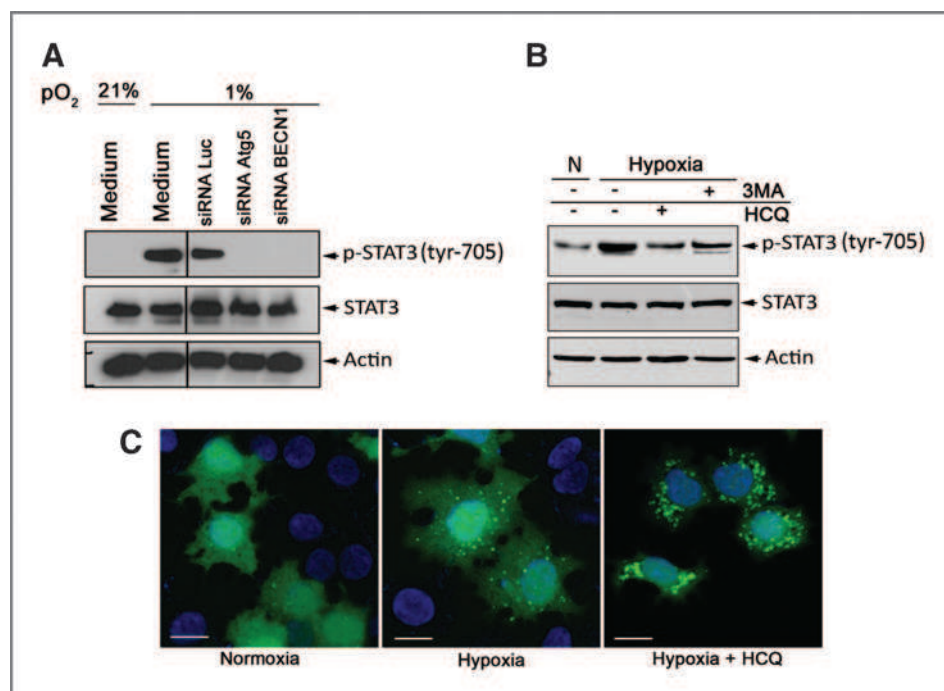 A
pO2 21% 1%
Medium
Medium
siRNA Luc
siRNA Atg5
siRNA BECN1
p-STAT3 (tyr-705)
STAT3
Actin
B
N Hypoxia
- - + 3MA
- - + HCQ
p-STAT3 (tyr-705)
STAT3
Actin
C
Normoxia
Hypoxia
Hypoxia + HCQ